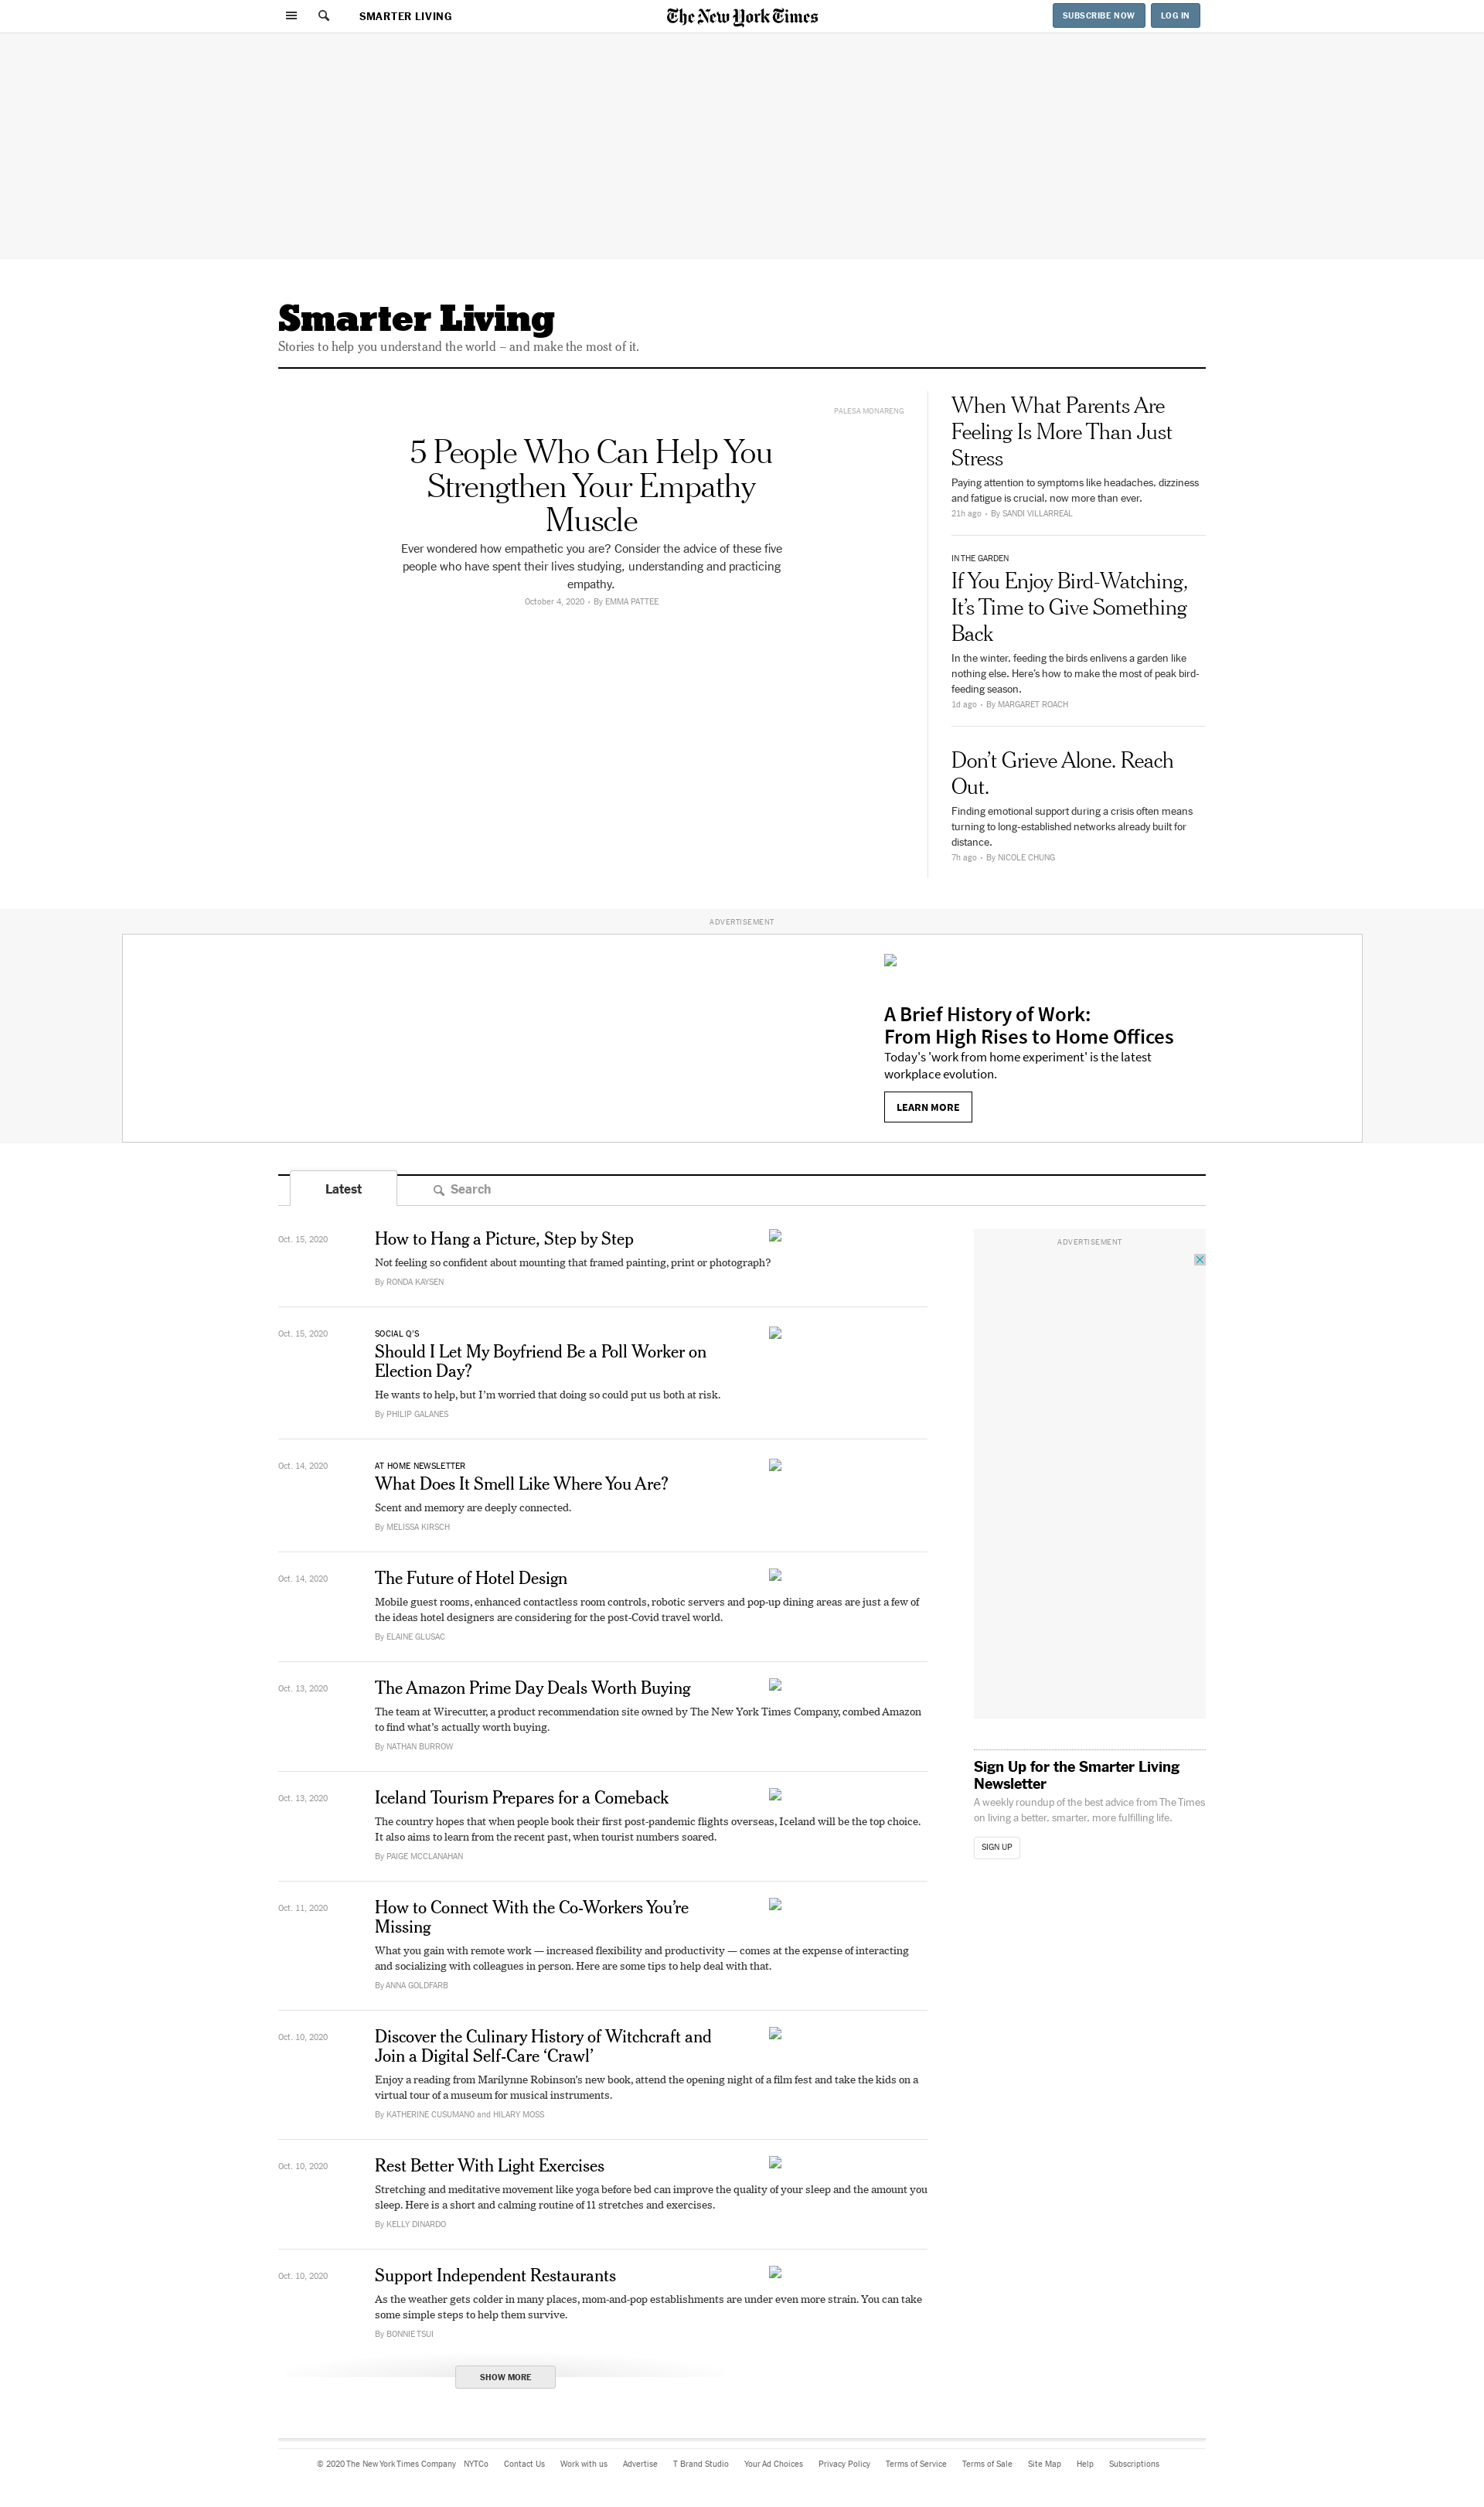 SMARTER LIVING
The New York Times
SUBSCRIBE NOW
LOG IN
Smarter Living
Stories to help you understand the world – and make the most of it.
PALESA MONARENG
5 People Who Can Help You
Strengthen Your Empathy
Muscle
Ever wondered how empathetic you are? Consider the advice of these five
people who have spent their lives studying, understanding and practicing
empathy.
October 4, 2020 • By EMMA PATTEE
When What Parents Are
Feeling Is More Than Just
Stress
Paying attention to symptoms like headaches, dizziness
and fatigue is crucial, now more than ever.
21h ago • By SANDI VILLARREAL
IN THE GARDEN
If You Enjoy Bird-Watching,
It’s Time to Give Something
Back
In the winter, feeding the birds enlivens a garden like
nothing else. Here’s how to make the most of peak bird-
feeding season.
1d ago • By MARGARET ROACH
Don’t Grieve Alone. Reach
Out.
Finding emotional support during a crisis often means
turning to long-established networks already built for
distance.
7h ago • By NICOLE CHUNG
ADVERTISEMENT
A Brief History of Work:
From High Rises to Home Offices
Today's 'work from home experiment' is the latest
workplace evolution.
LEARN MORE
Latest
Search
Oct. 15, 2020
How to Hang a Picture, Step by Step
Not feeling so confident about mounting that framed painting, print or photograph?
By RONDA KAYSEN
Oct. 15, 2020
SOCIAL Q’S
Should I Let My Boyfriend Be a Poll Worker on
Election Day?
He wants to help, but I’m worried that doing so could put us both at risk.
By PHILIP GALANES
Oct. 14, 2020
AT HOME NEWSLETTER
What Does It Smell Like Where You Are?
Scent and memory are deeply connected.
By MELISSA KIRSCH
Oct. 14, 2020
The Future of Hotel Design
Mobile guest rooms, enhanced contactless room controls, robotic servers and pop-up dining areas are just a few of
the ideas hotel designers are considering for the post-Covid travel world.
By ELAINE GLUSAC
Oct. 13, 2020
The Amazon Prime Day Deals Worth Buying
The team at Wirecutter, a product recommendation site owned by The New York Times Company, combed Amazon
to find what’s actually worth buying.
By NATHAN BURROW
Oct. 13, 2020
Iceland Tourism Prepares for a Comeback
The country hopes that when people book their first post-pandemic flights overseas, Iceland will be the top choice.
It also aims to learn from the recent past, when tourist numbers soared.
By PAIGE MCCLANAHAN
Oct. 11, 2020
How to Connect With the Co-Workers You’re
Missing
What you gain with remote work — increased flexibility and productivity — comes at the expense of interacting
and socializing with colleagues in person. Here are some tips to help deal with that.
By ANNA GOLDFARB
Oct. 10, 2020
Discover the Culinary History of Witchcraft and
Join a Digital Self-Care ‘Crawl’
Enjoy a reading from Marilynne Robinson’s new book, attend the opening night of a film fest and take the kids on a
virtual tour of a museum for musical instruments.
By KATHERINE CUSUMANO and HILARY MOSS
Oct. 10, 2020
Rest Better With Light Exercises
Stretching and meditative movement like yoga before bed can improve the quality of your sleep and the amount you
sleep. Here is a short and calming routine of 11 stretches and exercises.
By KELLY DINARDO
Oct. 10, 2020
Support Independent Restaurants
As the weather gets colder in many places, mom-and-pop establishments are under even more strain. You can take
some simple steps to help them survive.
By BONNIE TSUI
SHOW MORE
ADVERTISEMENT
Sign Up for the Smarter Living
Newsletter
A weekly roundup of the best advice from The Times
on living a better, smarter, more fulfilling life.
SIGN UP
© 2020 The New York Times Company NYTCo Contact Us Work with us Advertise T Brand Studio Your Ad Choices Privacy Policy Terms of Service Terms of Sale Site Map Help Subscriptions